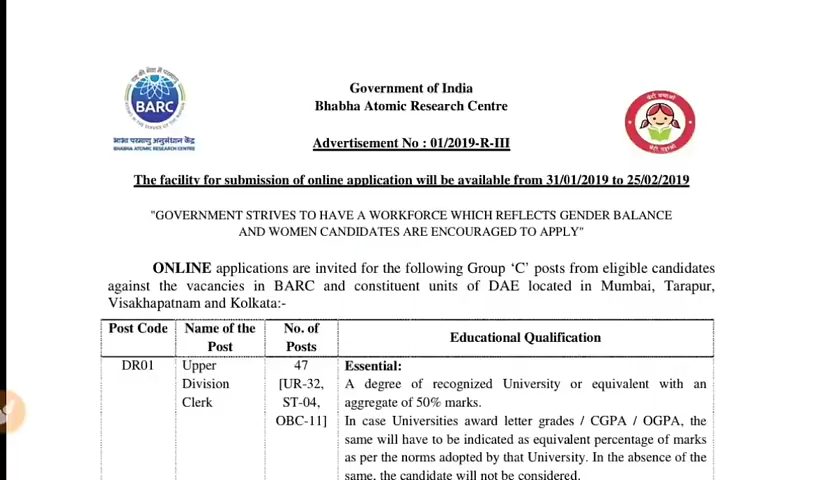 BARC
भाभा परमाणु अनुसंधान केंद्र
BHABHA ATOMIC RESEARCH CENTRE
Government of India
Bhabha Atomic Research Centre
Advertisement No : 01/2019-R-III
The facility for submission of online application will be available from 31/01/2019 to 25/02/2019
"GOVERNMENT STRIVES TO HAVE A WORKFORCE WHICH REFLECTS GENDER BALANCE
AND WOMEN CANDIDATES ARE ENCOURAGED TO APPLY"
ONLINE applications are invited for the following Group ‘C’ posts from eligible candidates
against the vacancies in BARC and constituent units of DAE located in Mumbai, Tarapur,
Visakhapatnam and Kolkata:-
Post Code Name of the Post No. of Posts Educational Qualification
DR01 Upper 47 Essential:
Division [UR-32, A degree of recognized University or equivalent with an
Clerk ST-04, aggregate of 50% marks.
OBC-11] In case Universities award letter grades / CGPA / OGPA, the
same will have to be indicated as equivalent percentage of marks
as per the norms adopted by that University. In the absence of the
same, the candidate will not be considered.